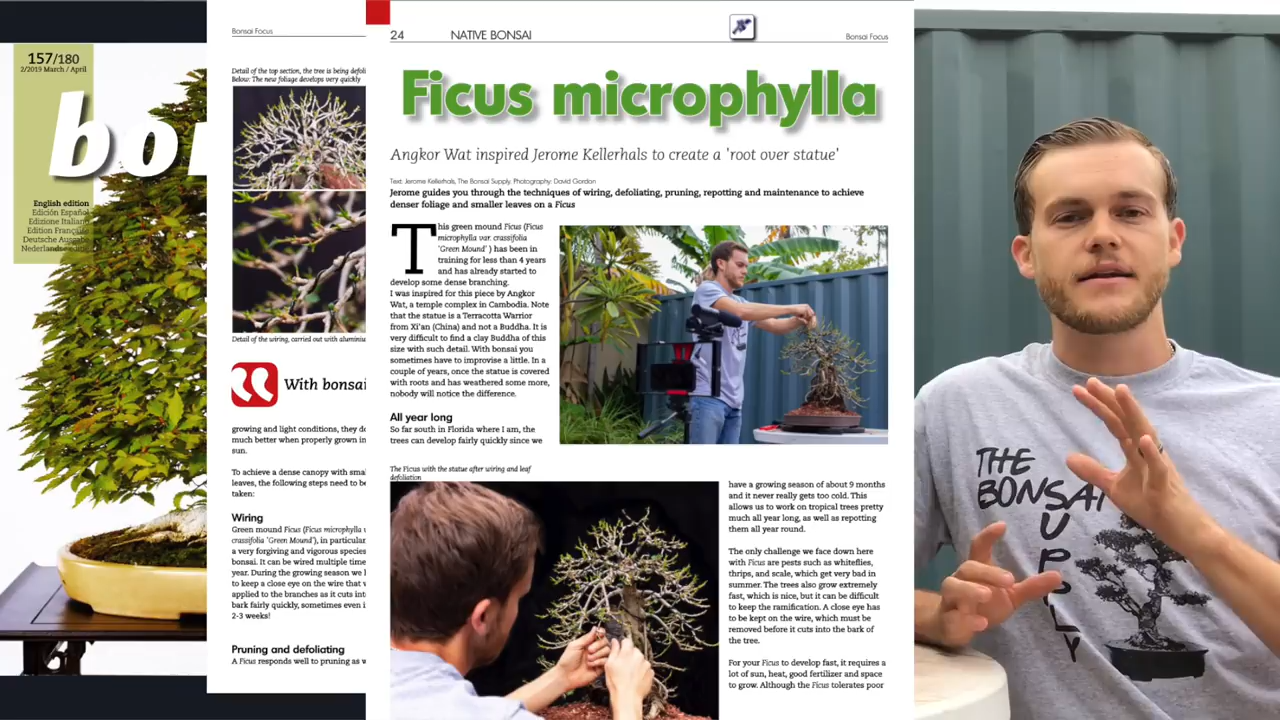 157/180
2/2019 March / April
bo
English edition
Edición Español
Edizione Italiana
Edition Française
Deutsche Ausgabe
Bonsai Focus
Detail of the top section, the tree is being defoli
Below: The new foliage develops very quickly
Detail of the wiring, carried out with aluminiu
With bonsai
growing and light conditions, they do
much better when properly grown in
sun.
To achieve a dense canopy with smal
leaves, the following steps need to be
taken:
Wiring
Green mound Ficus (Ficus microphylla v
crassifolia 'Green Mound'), in particular
a very forgiving and vigorous species
bonsai. It can be wired multiple time
year. During the growing season we
to keep a close eye on the wire that
applied to the branches as it cuts into
bark fairly quickly, sometimes even i
2-3 weeks!
Pruning and defoliating
A Ficus responds well to pruning as w
24 NATIVE BONSAI Bonsai Focus
Ficus microphylla
Angkor Wat inspired Jerome Kellerhals to create a 'root over statue'
Text: Jerome Kellerhals, The Bonsai Supply. Photography: David Gordon
Jerome guides you through the techniques of wiring, defoliating, pruning, repotting and maintenance to achieve
denser foliage and smaller leaves on a Ficus
This green mound Ficus (Ficus
microphylla var. crassifolia
'Green Mound' ) has been in
training for less than 4 years
and has already started to
develop some dense branching.
I was inspired for this piece by Angkor
Wat, a temple complex in Cambodia. Note
that the statue is a Terracotta Warrior
from Xi'an (China) and not a Buddha. It is
very difficult to find a clay Buddha of this
size with such detail. With bonsai you
sometimes have to improvise a little. In a
couple of years, once the statue is covered
with roots and has weathered some more,
nobody will notice the difference.
All year long
So far south in Florida where I am, the
trees can develop fairly quickly since we
The Ficus with the statue after wiring and leaf
defoliation
have a growing season of about 9 months
and it never really gets too cold. This
allows us to work on tropical trees pretty
much all year long, as well as repotting
them all year round.
The only challenge we face down here
with Ficus are pests such as whiteflies,
thrips, and scale, which get very bad in
summer. The trees also grow extremely
fast, which is nice, but it can be difficult
to keep the ramification. A close eye has
to be kept on the wire, which must be
removed before it cuts into the bark of
the tree.
For your Ficus to develop fast, it requires a
lot of sun, heat, good fertilizer and space
to grow. Although the Ficus tolerates poor
THE
BONSAI
SUPPLY